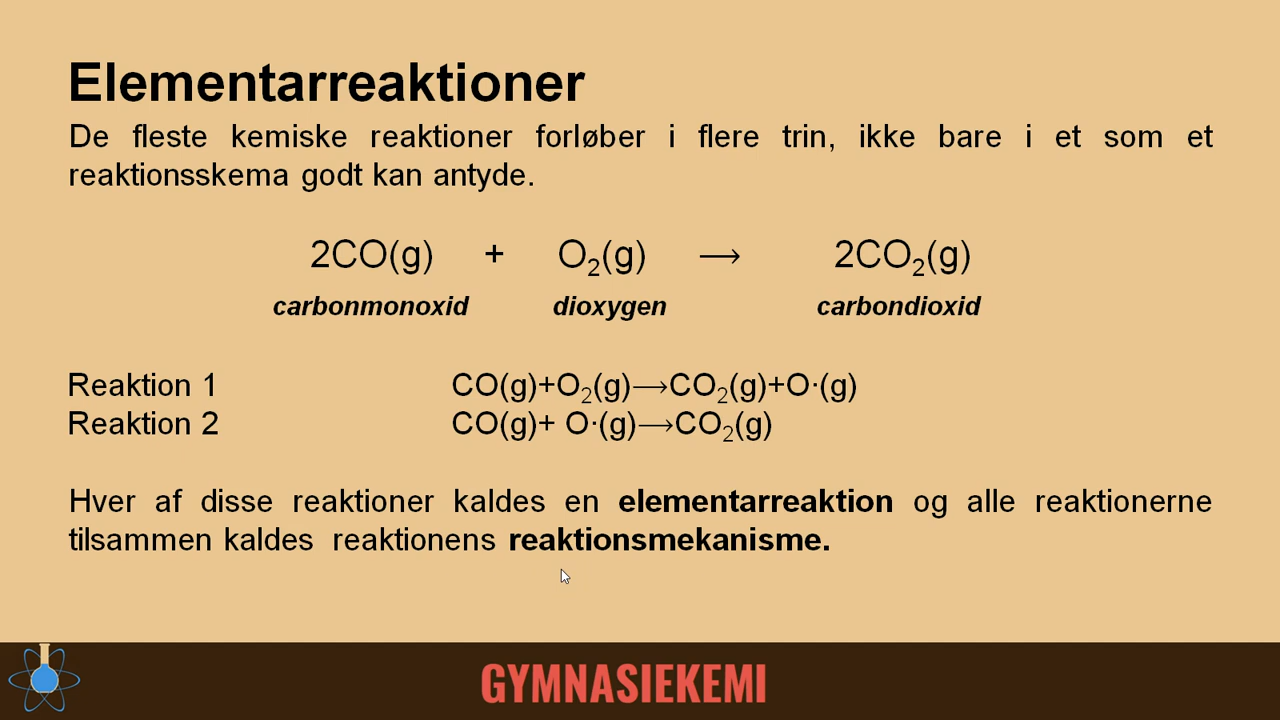 Elementarreaktioner
De fleste kemiske reaktioner forløber i flere trin, ikke bare i et som et
reaktionsskema godt kan antyde.
2CO(g) + O₂(g) ⟶ 2CO₂(g)
carbonmonoxid dioxygen carbondioxid
Reaktion 1 CO(g)+O₂(g)⟶CO₂(g)+O·(g)
Reaktion 2 CO(g)+ O·(g)⟶CO₂(g)
Hver af disse reaktioner kaldes en elementarreaktion og alle reaktionerne
tilsammen kaldes reaktionens reaktionsmekanisme.
GYMNASIEKEMI